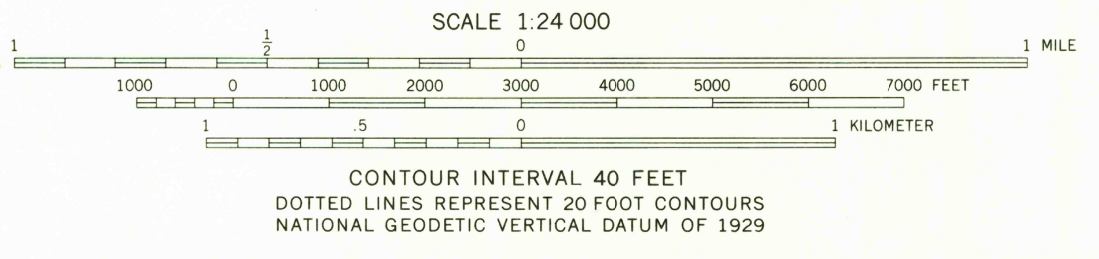 SCALE 1:24 000
1 1/2 0 1 MILE
1000 0 1000 2000 3000 4000 5000 6000 7000 FEET
1 .5 0 1 KILOMETER
CONTOUR INTERVAL 40 FEET
DOTTED LINES REPRESENT 20 FOOT CONTOURS
NATIONAL GEODETIC VERTICAL DATUM OF 1929